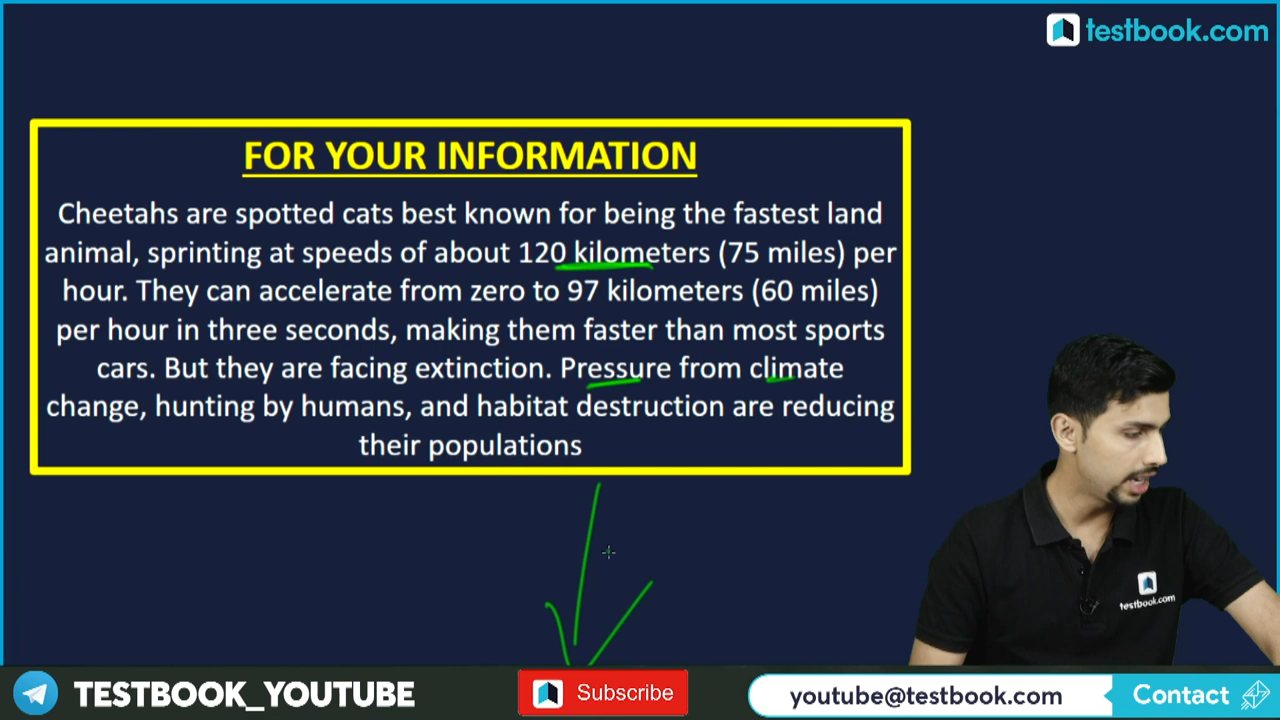 testbook.com
FOR YOUR INFORMATION
Cheetahs are spotted cats best known for being the fastest land
animal, sprinting at speeds of about 120 kilometers (75 miles) per
hour. They can accelerate from zero to 97 kilometers (60 miles)
per hour in three seconds, making them faster than most sports
cars. But they are facing extinction. Pressure from climate
change, hunting by humans, and habitat destruction are reducing
their populations
testbook.com
TESTBOOK_YOUTUBE
Subscribe
youtube@testbook.com
Contact